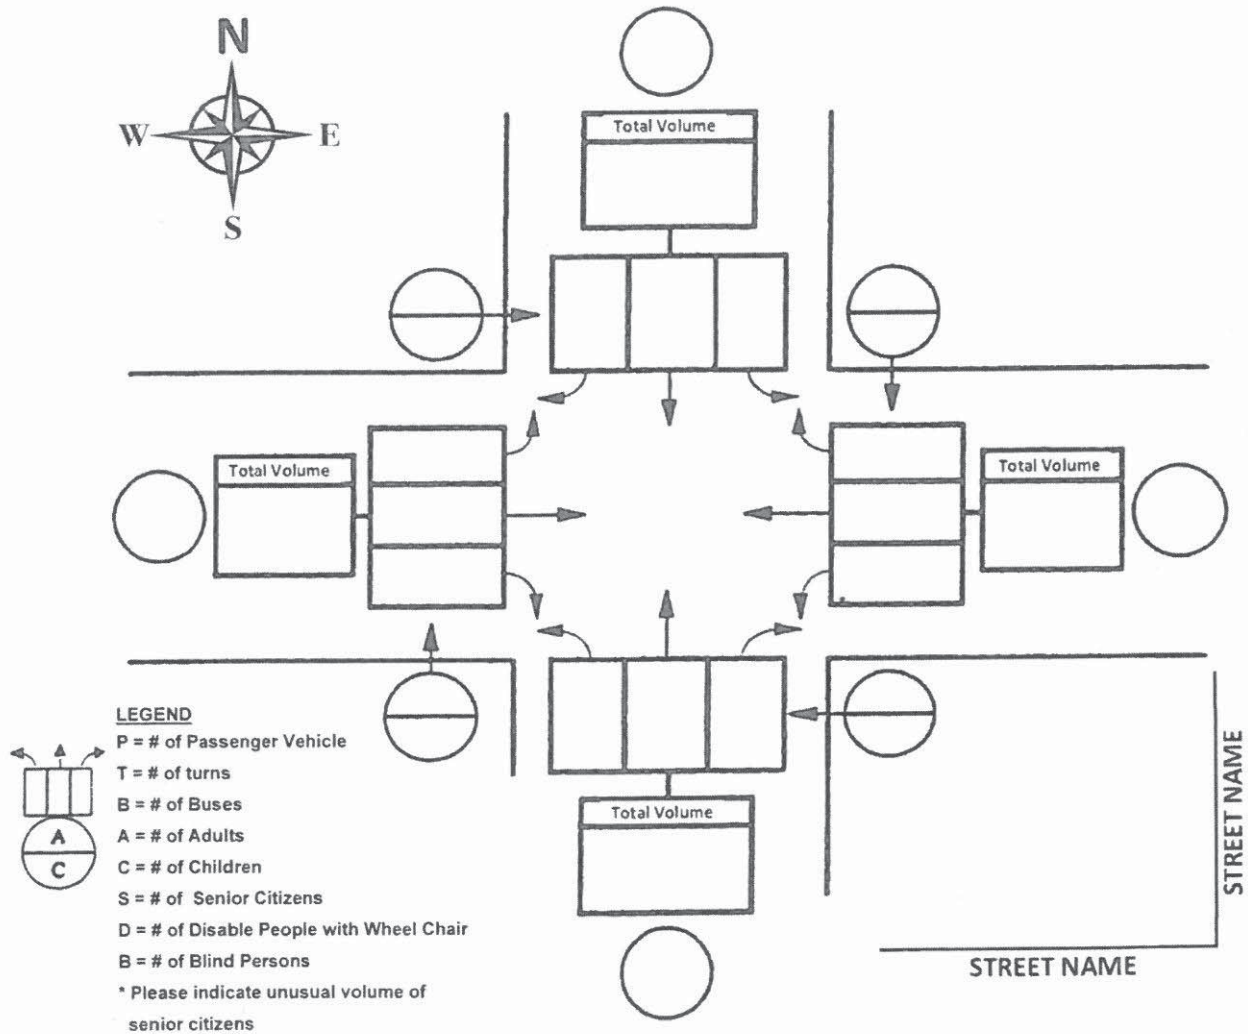 N
W E
S
Total Volume
Total Volume
Total Volume
LEGEND
P = # of Passenger Vehicle
T = # of turns
B = # of Buses
A = # of Adults
C = # of Children
S = # of Senior Citizens
D = # of Disable People with Wheel Chair
B = # of Blind Persons
* Please indicate unusual volume of
senior citizens
A
C
Total Volume
STREET NAME
STREET NAME